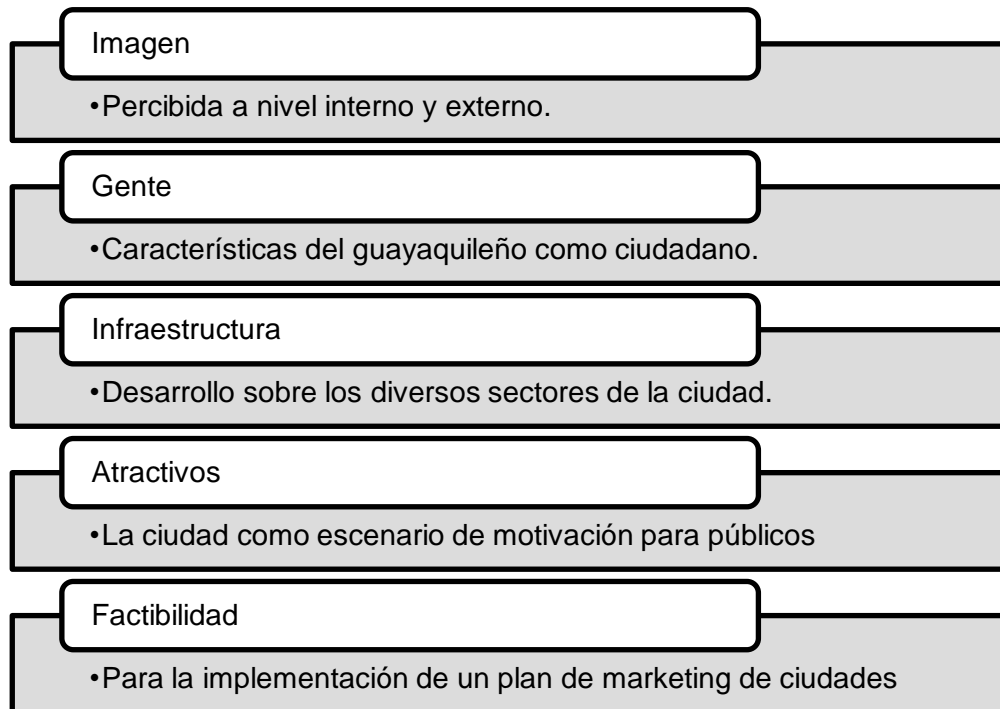 Imagen
•Percibida a nivel interno y externo.
Gente
•Características del guayaquileño como ciudadano.
Infraestructura
•Desarrollo sobre los diversos sectores de la ciudad.
Atractivos
•La ciudad como escenario de motivación para públicos
Factibilidad
•Para la implementación de un plan de marketing de ciudades